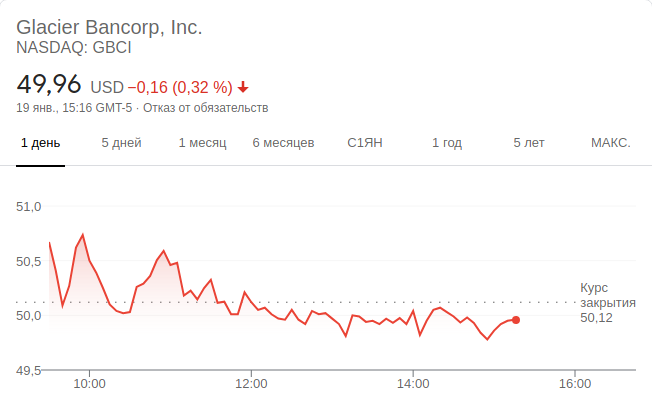 Glacier Bancorp, Inc.
NASDAQ: GBCI
49,96 USD −0,16 (0,32 %)
19 янв., 15:16 GMT-5 · Отказ от обязательств
1 день 5 дней 1 месяц 6 месяцев С1ЯН 1 год 5 лет МАКС.
51,0
50,5
Курс
закрытия
50,12
50,0
49,5
10:00 12:00 14:00 16:00